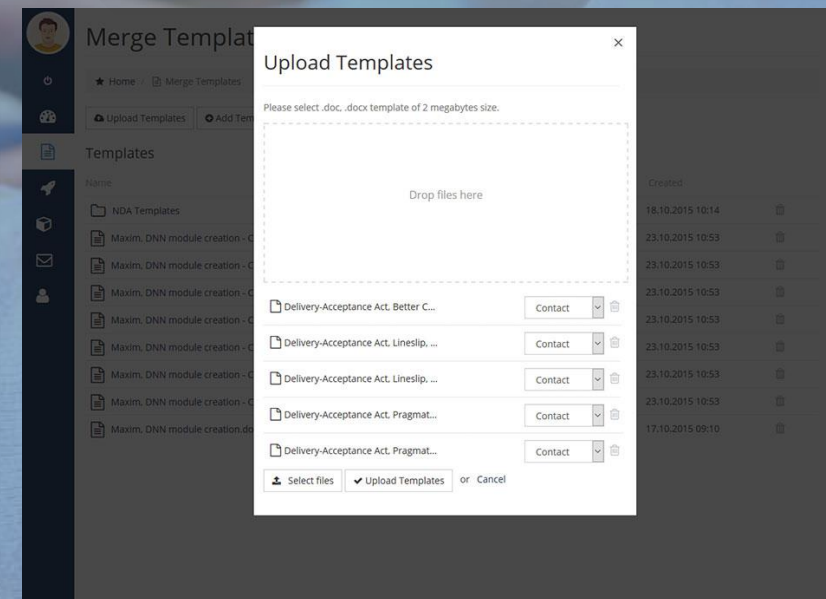 Merge Templat
Home / Merge Templates
Upload Templates
Add Tem
Templates
Name
Created
NDA Templates
18.10.2015 10:14
Maxim, DNN module creation - C
23.10.2015 10:53
Maxim, DNN module creation - C
23.10.2015 10:53
Maxim, DNN module creation - C
23.10.2015 10:53
Maxim, DNN module creation - C
23.10.2015 10:53
Maxim, DNN module creation - C
23.10.2015 10:53
Maxim, DNN module creation - C
23.10.2015 10:53
Maxim, DNN module creation - C
23.10.2015 10:53
Maxim, DNN module creation.do
17.10.2015 09:10
Upload Templates
Please select .doc, .docx template of 2 megabytes size.
Drop files here
Delivery-Acceptance Act, Better C... Contact
Delivery-Acceptance Act, Lineslip, ... Contact
Delivery-Acceptance Act, Lineslip, ... Contact
Delivery-Acceptance Act, Pragmat... Contact
Delivery-Acceptance Act, Pragmat... Contact
Select files Upload Templates or Cancel